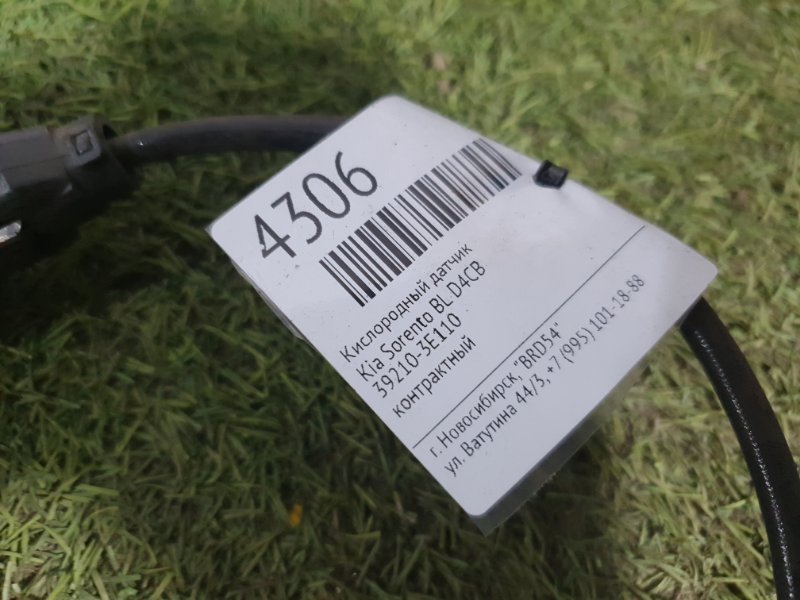 4306
Кислородный датчик
Kia Sorento BL D4CB
39210-3E110
контрактный
г. Новосибирск, "BRD54"
ул. Ватутина 44/3, +7 (995) 101-18-88